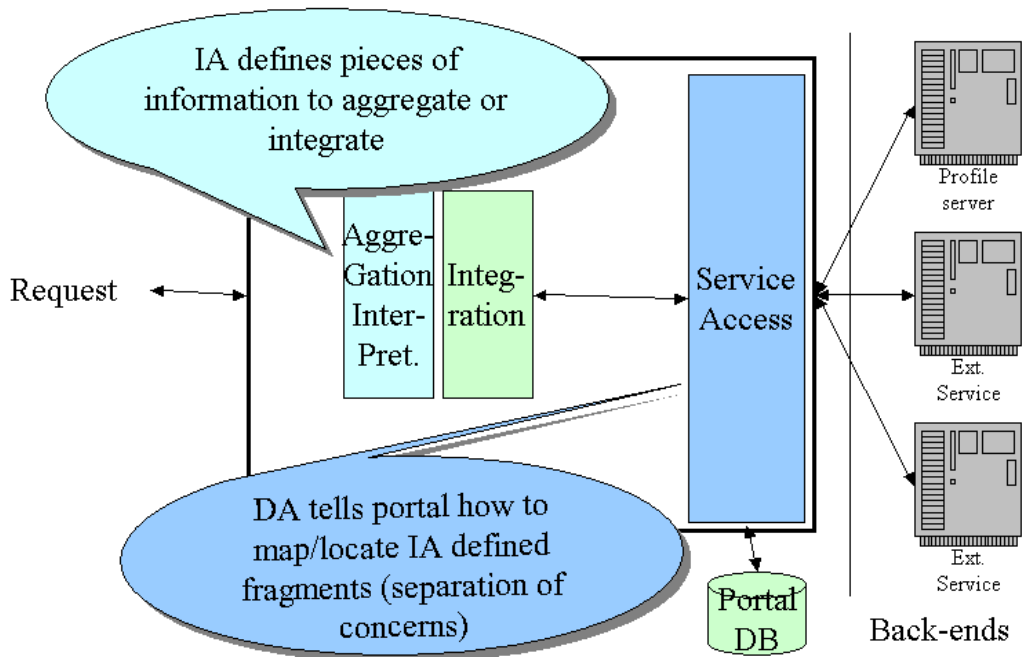 IA defines pieces of
information to aggregate or
integrate
Request
Aggre-
Gation
Inter-
Pret.
Integ-
ration
Service
Access
DA tells portal how to
map/locate IA defined
fragments (separation of
concerns)
Portal
DB
Profile
server
Ext.
Service
Ext.
Service
Back-ends